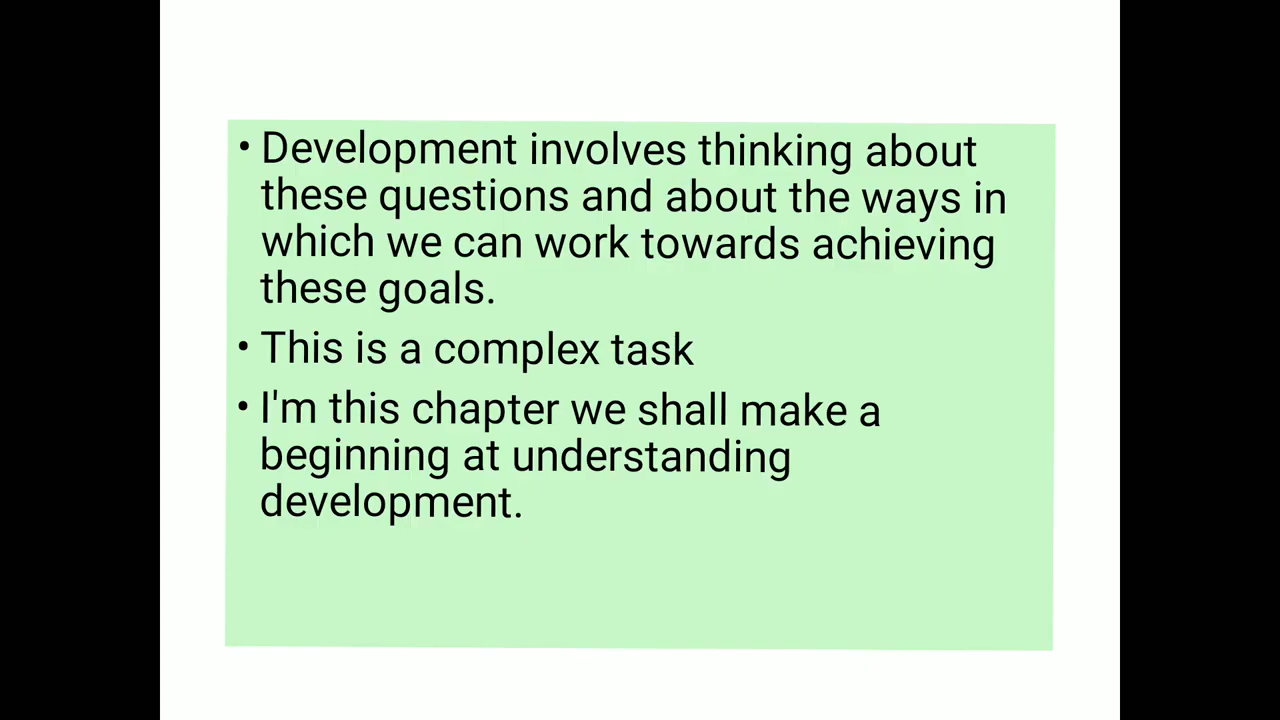 • Development involves thinking about
these questions and about the ways in
which we can work towards achieving
these goals.
• This is a complex task
• I'm this chapter we shall make a
beginning at understanding
development.